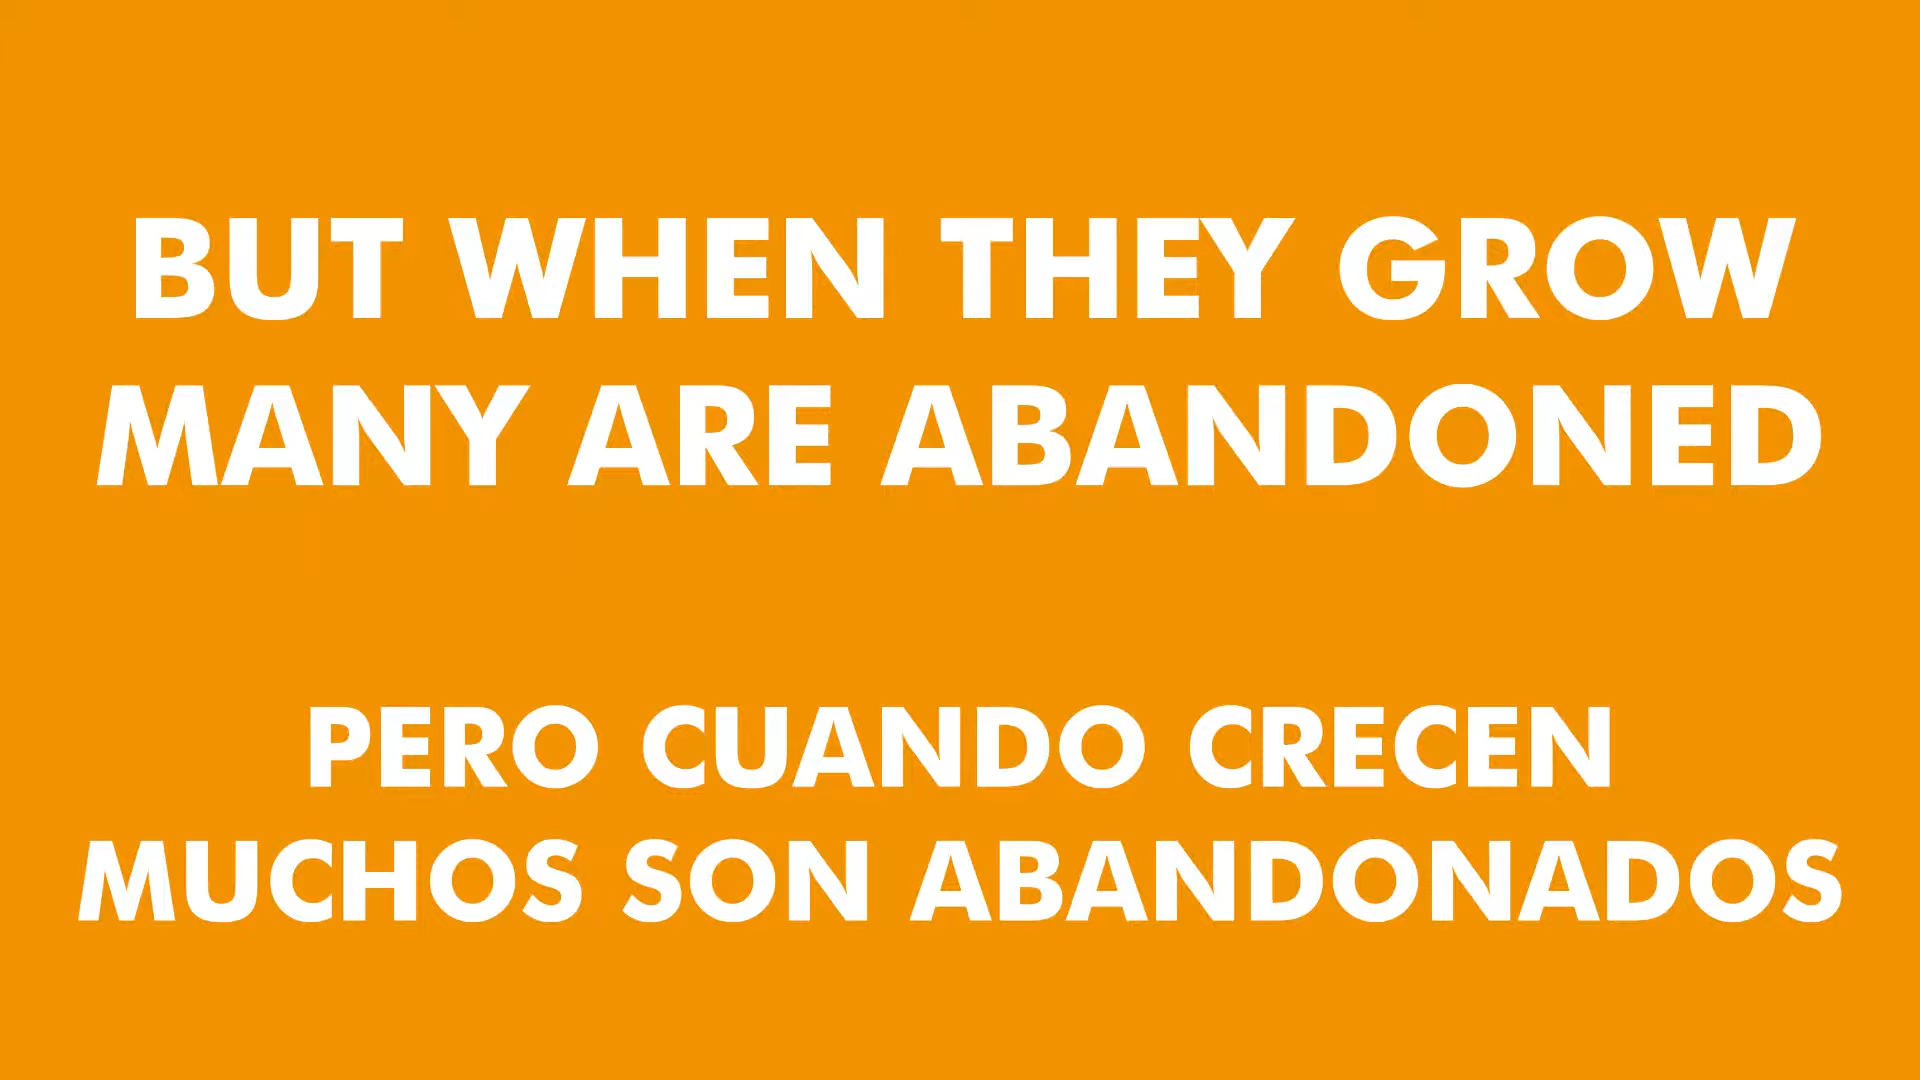 BUT WHEN THEY GROW
MANY ARE ABANDONED
PERO CUANDO CRECEN
MUCHOS SON ABANDONADOS